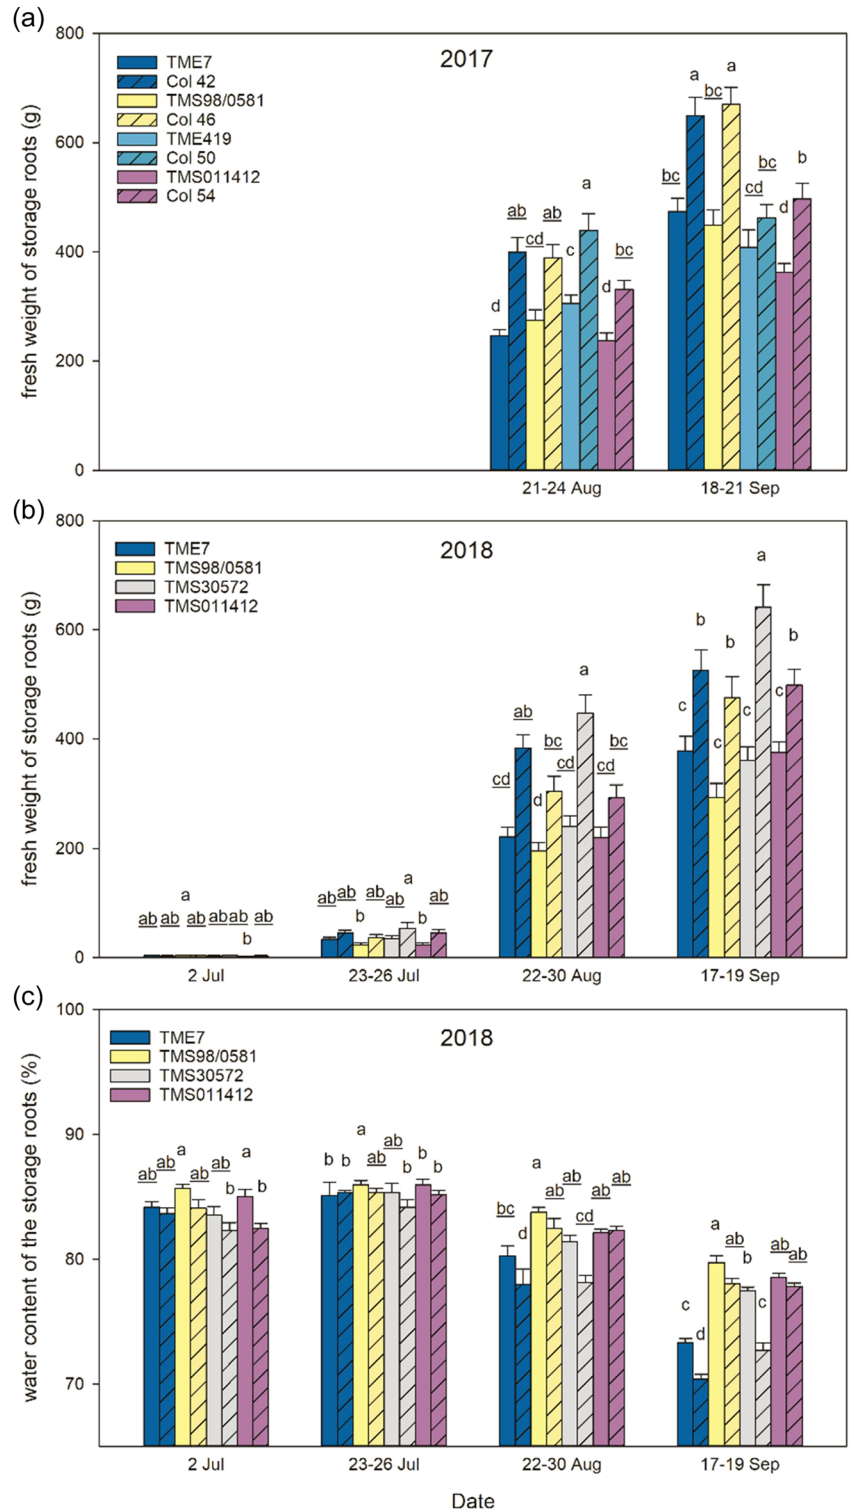 (a)
800
2017
TME7
Col 42
TMS98/0581
Col 46
TME419
Col 50
TMS011412
Col 54
600
400
200
0
fresh weight of storage roots (g)
d ab cd ab c a d bc
bc a bc a cd bc d b
21-24 Aug 18-21 Sep
(b)
800
2018
TME7
TMS98/0581
TMS30572
TMS011412
600
400
200
0
fresh weight of storage roots (g)
ab ab a ab ab ab b ab
ab ab b ab ab a b ab
cd ab d bc cd a cd bc
c b c b c a c b
2 Jul 23-26 Jul 22-30 Aug 17-19 Sep
(c)
100
2018
TME7
TMS98/0581
TMS30572
TMS011412
90
80
70
water content of the storage roots (%)
ab ab a ab ab b a b
b b a ab ab b b b
bc d a ab ab cd ab ab
c d a ab b c ab ab
2 Jul 23-26 Jul 22-30 Aug 17-19 Sep
Date